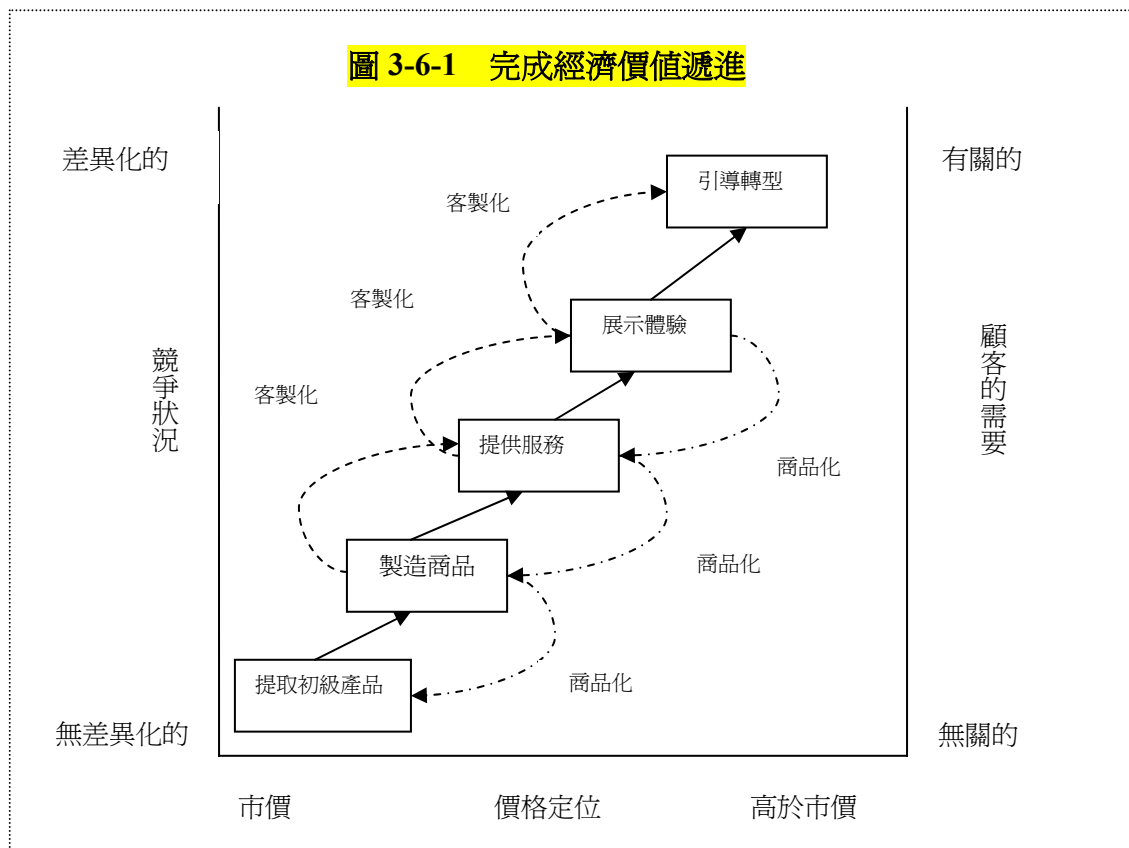 圖 3-6-1 完成經濟價值遞進
差異化的
有關的
引導轉型
客製化
客製化
展示體驗
競爭狀況
顧客的需要
客製化
提供服務
商品化
製造商品
商品化
提取初級產品
商品化
無差異化的
無關的
市價
價格定位
高於市價